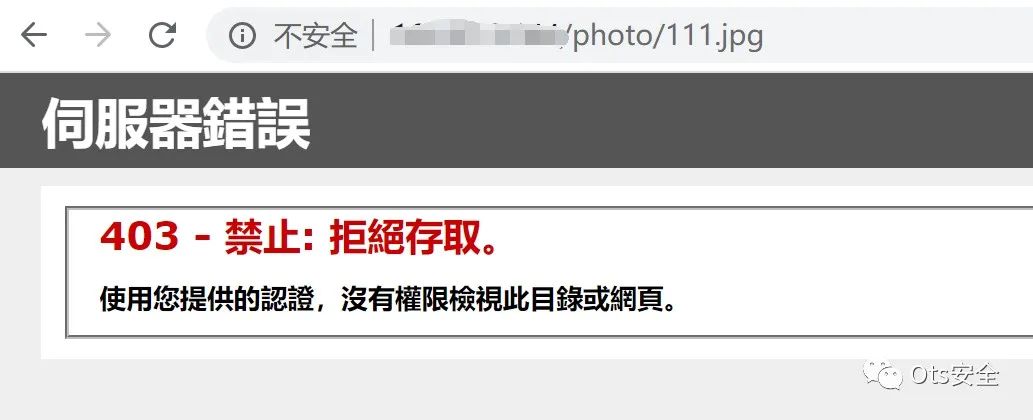 不安全 | /photo/111.jpg
伺服器錯誤
403 - 禁止: 拒絕存取。
使用您提供的認證，沒有權限檢視此目錄或網頁。
Ots安全